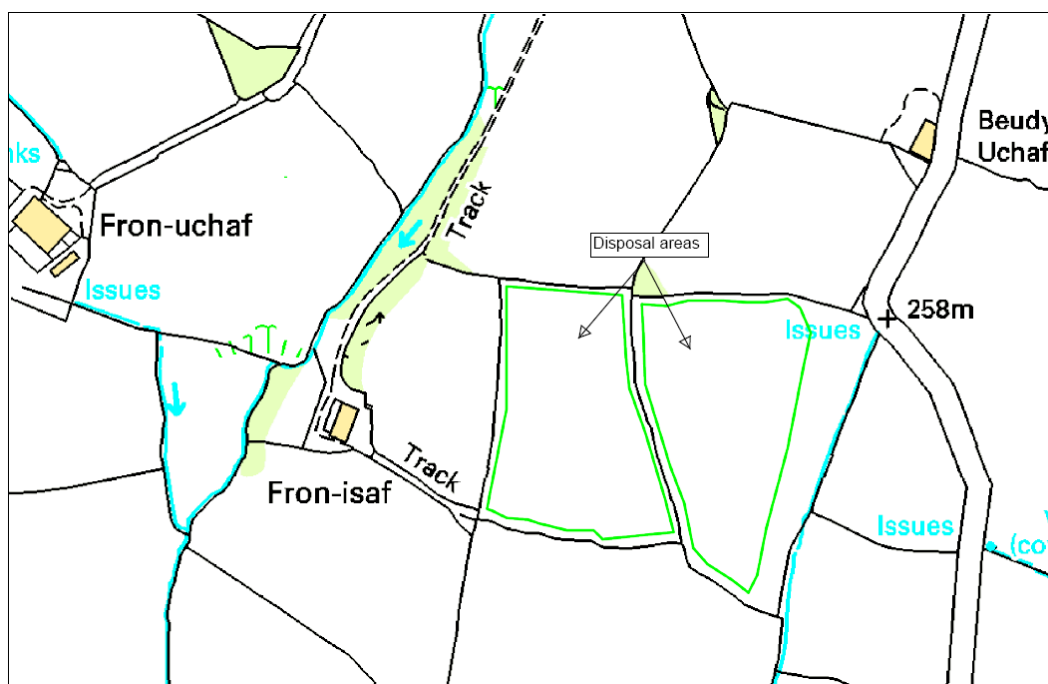 Beudy
Uchaf
nks
Fron-uchaf
Track
Disposal areas
Issues
Issues
258m
Track
Fron-isaf
Issues
(co